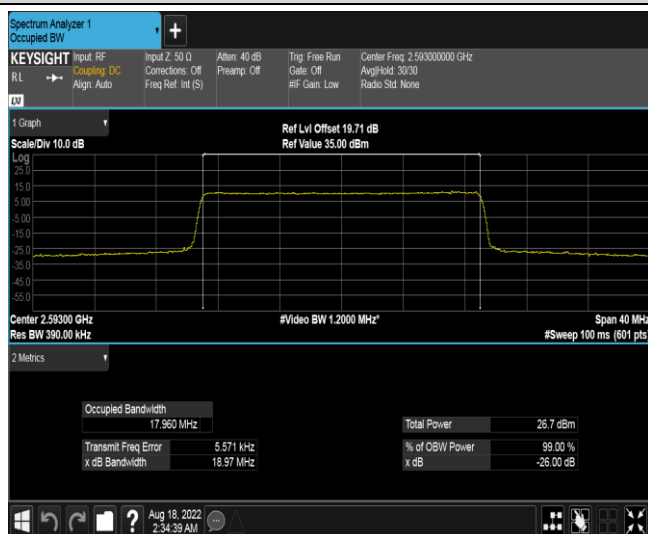 Spectrum Analyzer 1
Occupied BW
+
KEYSIGHT Input: RF Input Z: 50 Ω Atten: 40 dB Trig: Free Run Center Freq: 2.593000000 GHz
RL Coupling: DC Corrections: Off Preamp: Off Gate: Off Avg|Hold: 30/30
Align: Auto Freq Ref: Int (S) #IF Gain: Low Radio Std: None
LXI
1 Graph
Ref Lvl Offset 19.71 dB
Scale/Div 10.0 dB Ref Value 35.00 dBm
Log
25.0
15.0
5.00
-5.00
-15.0
-25.0
-35.0
-45.0
-55.0
Center 2.59300 GHz #Video BW 1.2000 MHz* Span 40 MHz
Res BW 390.00 kHz #Sweep 100 ms (601 pts)
2 Metrics
Occupied Bandwidth
17.960 MHz Total Power 26.7 dBm
Transmit Freq Error 5.571 kHz % of OBW Power 99.00 %
x dB Bandwidth 18.97 MHz x dB -26.00 dB
? Aug 18, 2022
2:34:39 AM